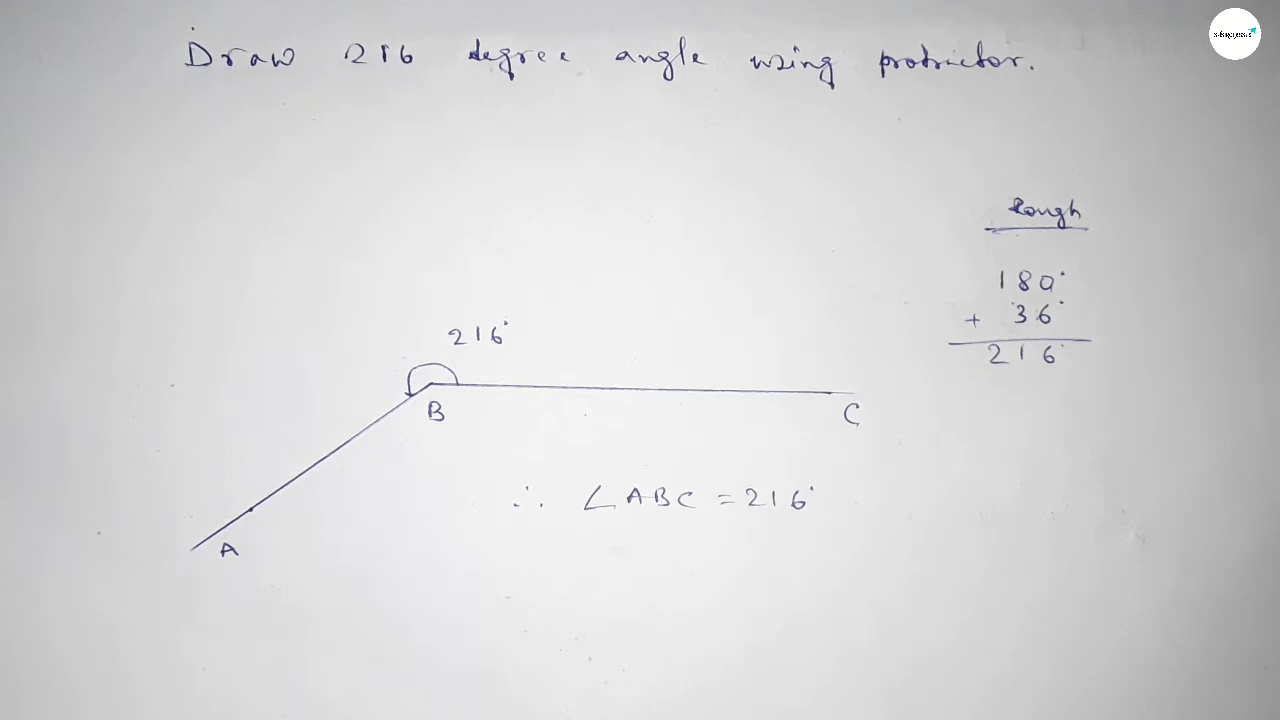 Draw 216 degree angle using protractor.
Rough
180°
+ 36°
216°
216°
B
C
A
∴ ∠ABC = 216°